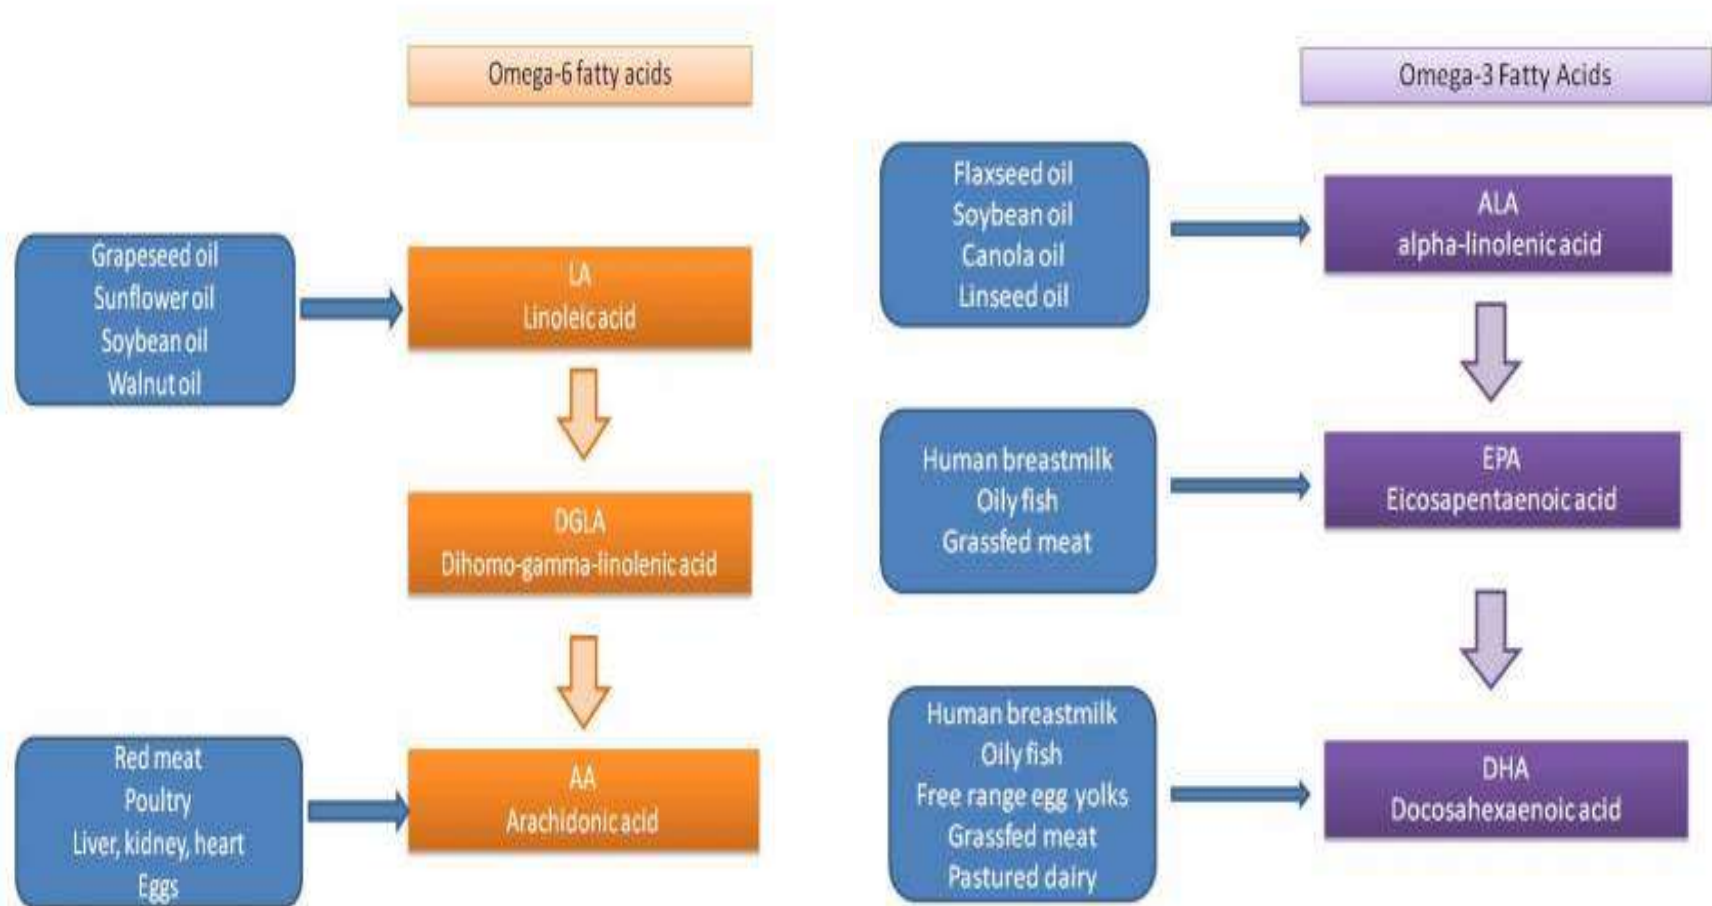 Omega-6 fatty acids
Grapeseed oil
Sunflower oil
Soybean oil
Walnut oil
LA
Linoleic acid
DGLA
Dihomo-gamma-linolenic acid
Red meat
Poultry
Liver, kidney, heart
Eggs
AA
Arachidonic acid
Omega-3 Fatty Acids
Flaxseed oil
Soybean oil
Canola oil
Linseed oil
ALA
alpha-linolenic acid
Human breastmilk
Oily fish
Grassfed meat
EPA
Eicosapentaenoic acid
Human breastmilk
Oily fish
Free range egg yolks
Grassfed meat
Pastured dairy
DHA
Docosahexaenoic acid